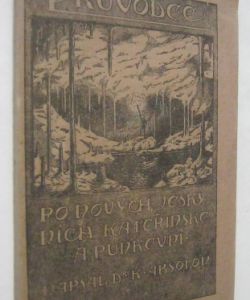 PRŮVODCE
PO NOVÝCH JESKY
NÍCH KATEŘINSKÉ
A PUNKEVNÍ
NAPSAL Dr K. ABSOLON